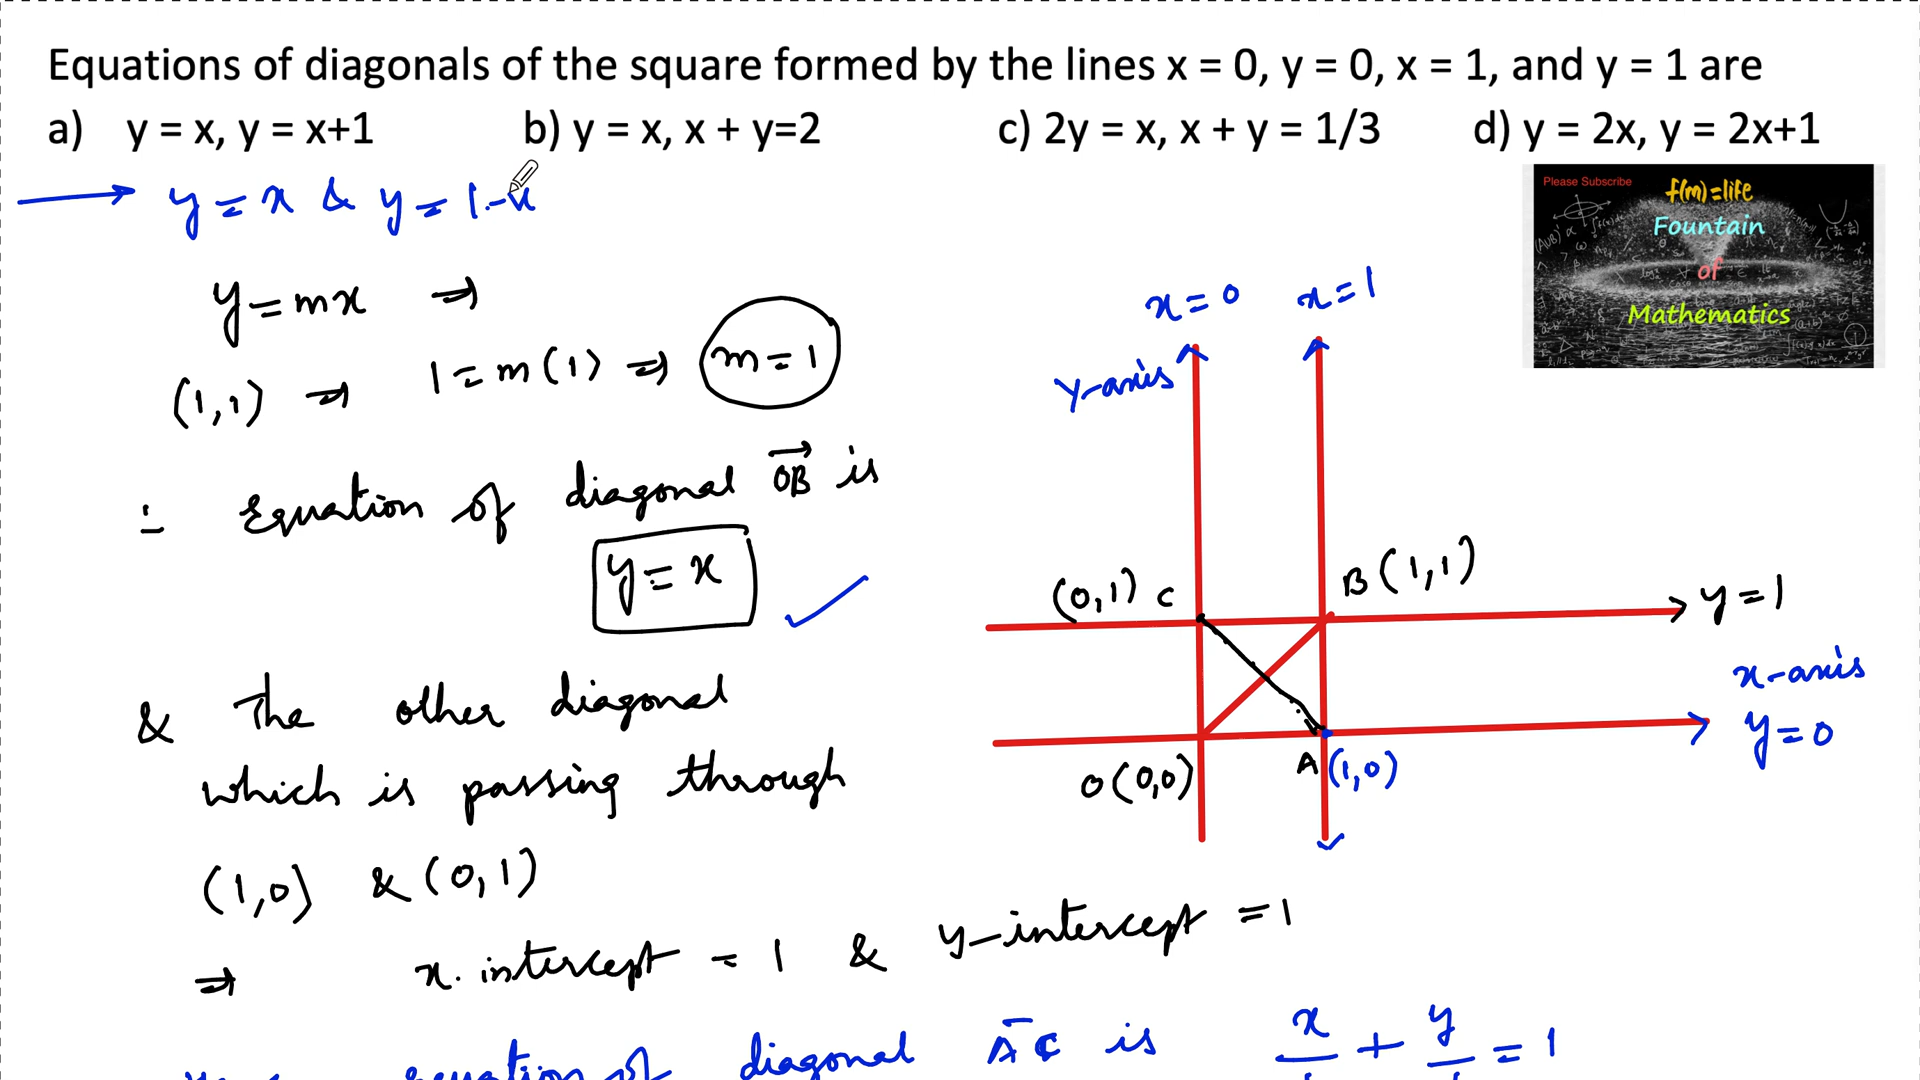 Equations of diagonals of the square formed by the lines x = 0, y = 0, x = 1, and y = 1 are
a) y = x, y = x+1 b) y = x, x + y=2 c) 2y = x, x + y = 1/3 d) y = 2x, y = 2x+1
→ y = x & y = 1-x
Please Subscribe
f(m)=life
Fountain
of
Mathematics
y = mx ⇒
(1,1) ⇒ 1 = m(1) ⇒ m = 1
∴ Equation of diagonal OB is
y = x
& The other diagonal
which is passing through
(1,0) & (0,1)
⇒ x. intercept = 1 & y-intercept = 1
equation of diagonal AC is x + y = 1
x = 0 x = 1
y-axis
(0,1) C B (1,1) y = 1
x-axis
y = 0
O (0,0) A (1,0)